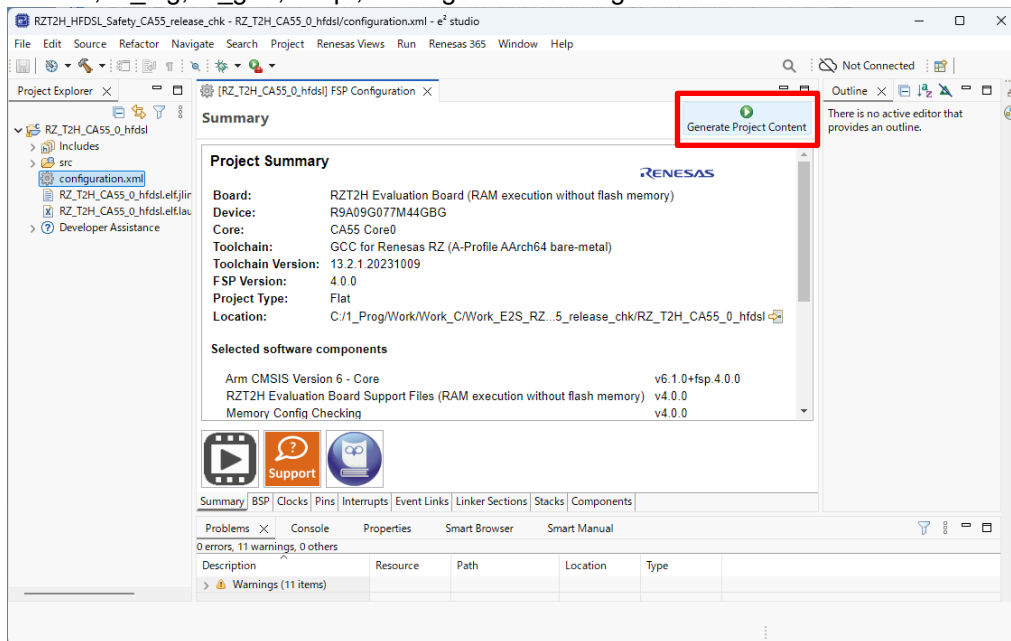 RZT2H_HFDSL_Safety_CA55_release_chk - RZ_T2H_CA55_0_hfdsl/configuration.xml - e² studio
File Edit Source Refactor Navigate Search Project Renesas Views Run Renesas 365 Window Help
Not Connected
Project Explorer
RZ_T2H_CA55_0_hfdsl
Includes
src
configuration.xml
RZ_T2H_CA55_0_hfdsl.elf.jlin
RZ_T2H_CA55_0_hfdsl.elf.lau
Developer Assistance
[RZ_T2H_CA55_0_hfdsl] FSP Configuration
Summary
Generate Project Content
Project Summary
RENESAS
Board: RZT2H Evaluation Board (RAM execution without flash memory)
Device: R9A09G077M44GBG
Core: CA55 Core0
Toolchain: GCC for Renesas RZ (A-Profile AArch64 bare-metal)
Toolchain Version: 13.2.1.20231009
FSP Version: 4.0.0
Project Type: Flat
Location: C:/1_Prog/Work/Work_C/Work_E2S_RZ...5_release_chk/RZ_T2H_CA55_0_hfdsl
Selected software components
Arm CMSIS Version 6 - Core v6.1.0+fsp.4.0.0
RZT2H Evaluation Board Support Files (RAM execution without flash memory) v4.0.0
Memory Config Checking v4.0.0
Support
Summary BSP Clocks Pins Interrupts Event Links Linker Sections Stacks Components
Outline
There is no active editor that
provides an outline.
Problems Console Properties Smart Browser Smart Manual
0 errors, 11 warnings, 0 others
Description Resource Path Location Type
Warnings (11 items)